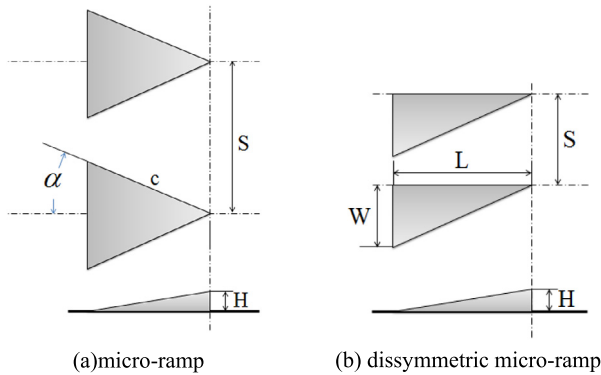 S
α
c
H
(a)micro-ramp
S
L
W
H
(b) dissymmetric micro-ramp